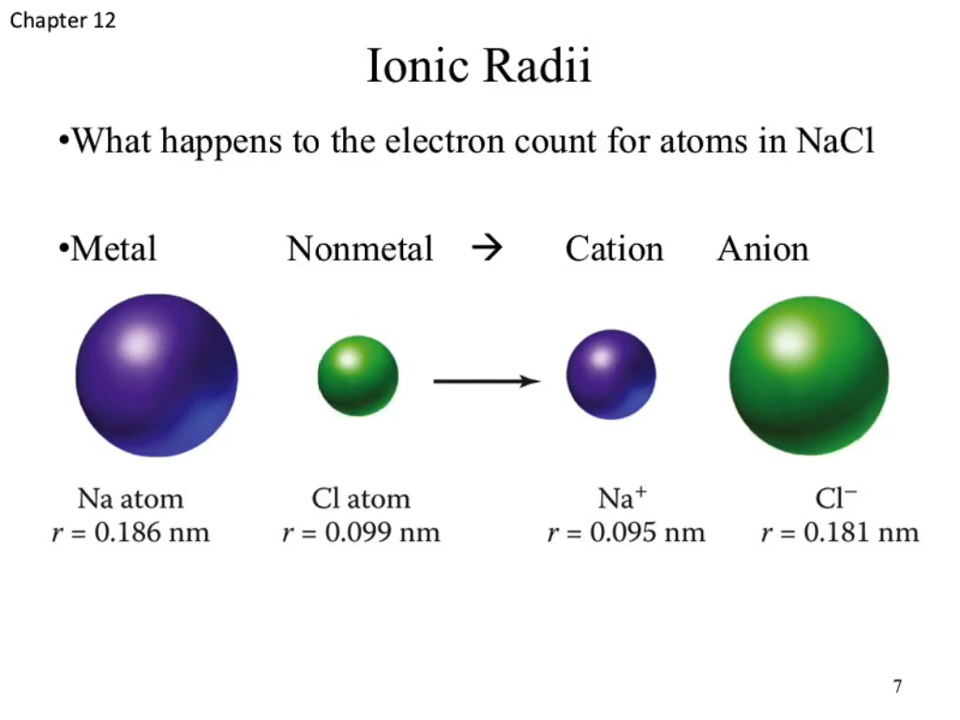 Chapter 12
Ionic Radii
•What happens to the electron count for atoms in NaCl
•Metal Nonmetal → Cation Anion
Na atom Cl atom Na⁺ Cl⁻
r = 0.186 nm r = 0.099 nm r = 0.095 nm r = 0.181 nm
7